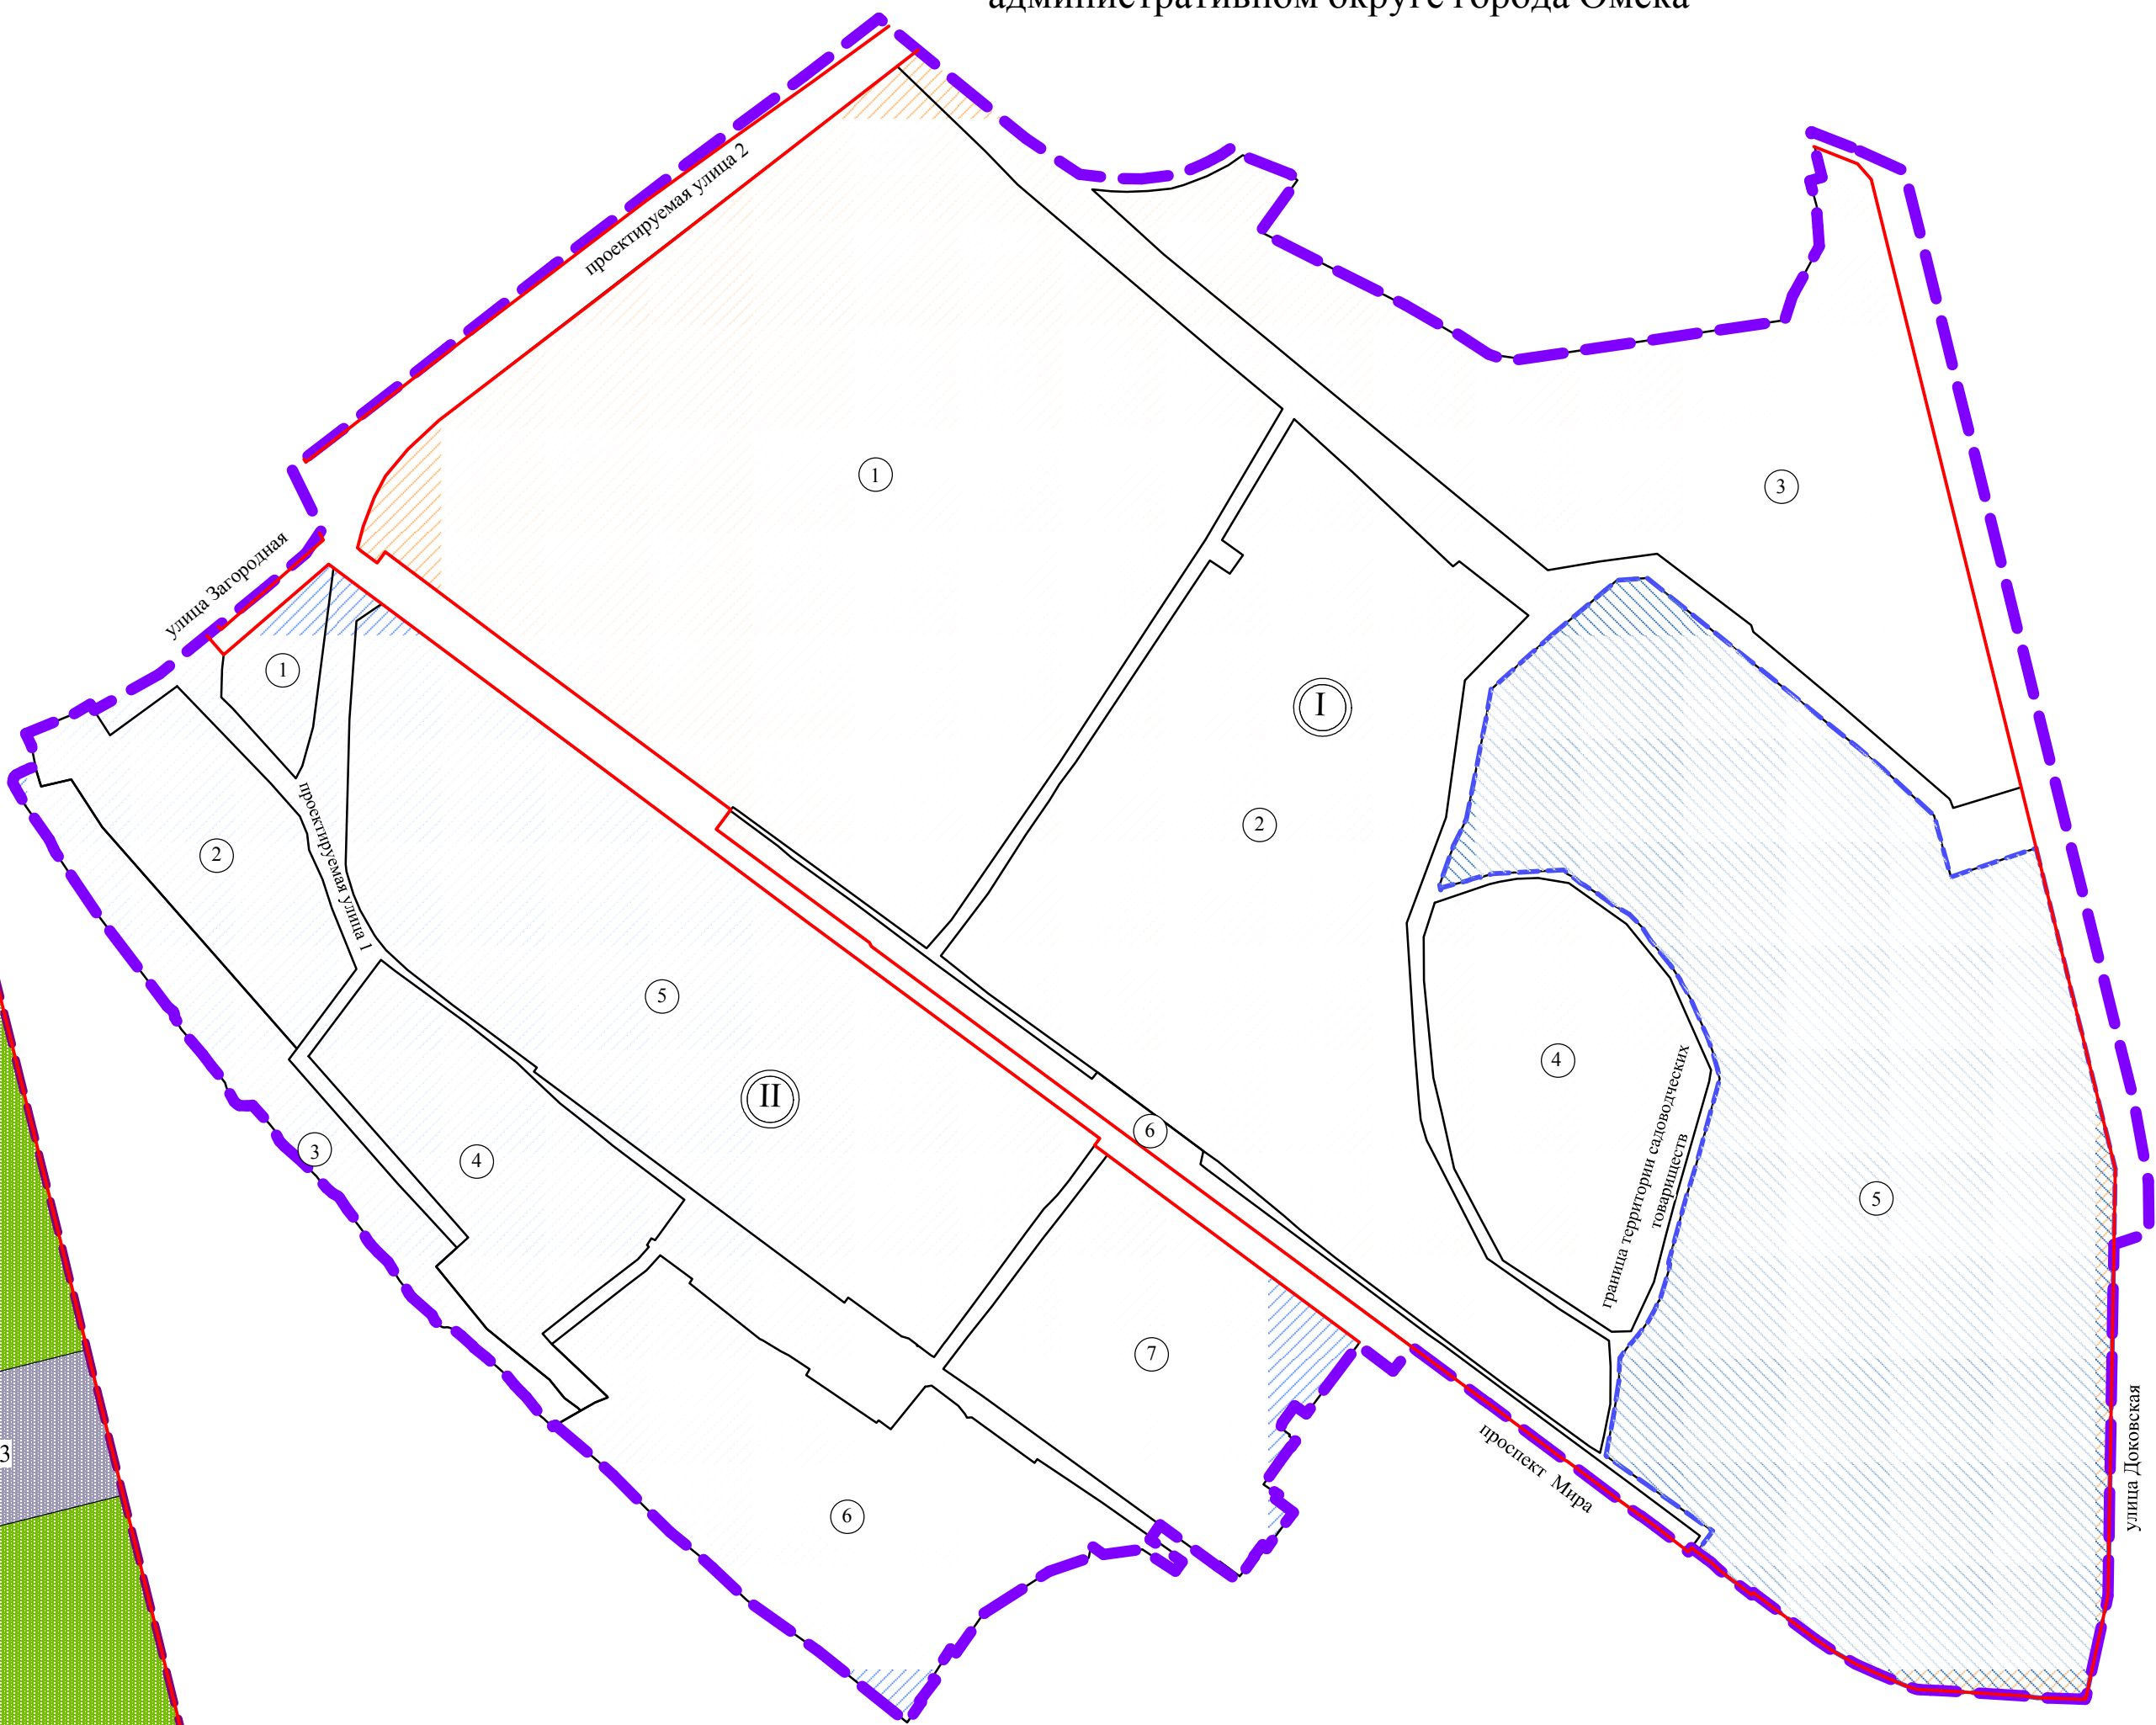 административном округе города Омска
проектируемая улица 2
1
3
улица Загородная
1
I
проектируемая улица 1
2
2
5
4
II
6
граница территории садоводческих
товариществ
3
4
5
7
3
проспект Мира
улица Доковская
6